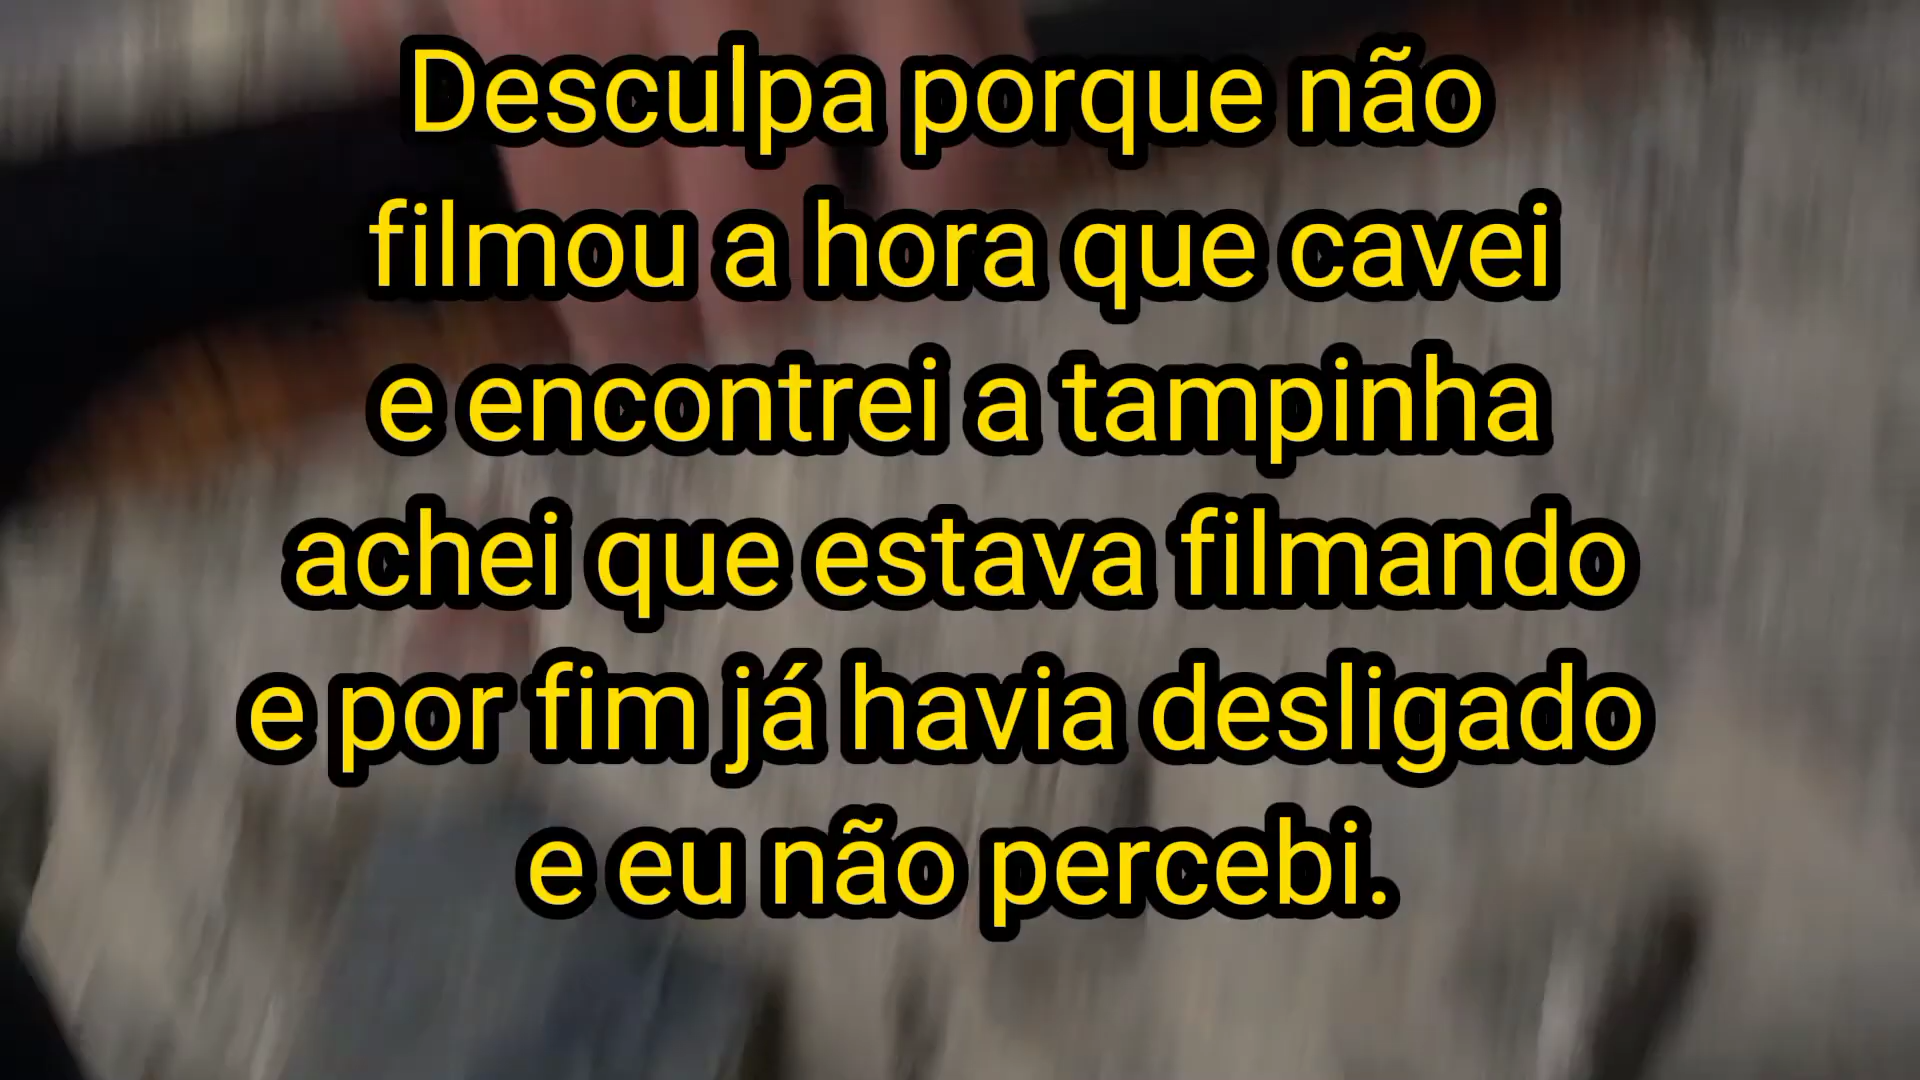 Desculpa porque não
filmou a hora que cavei
e encontrei a tampinha
achei que estava filmando
e por fim já havia desligado
e eu não percebi.